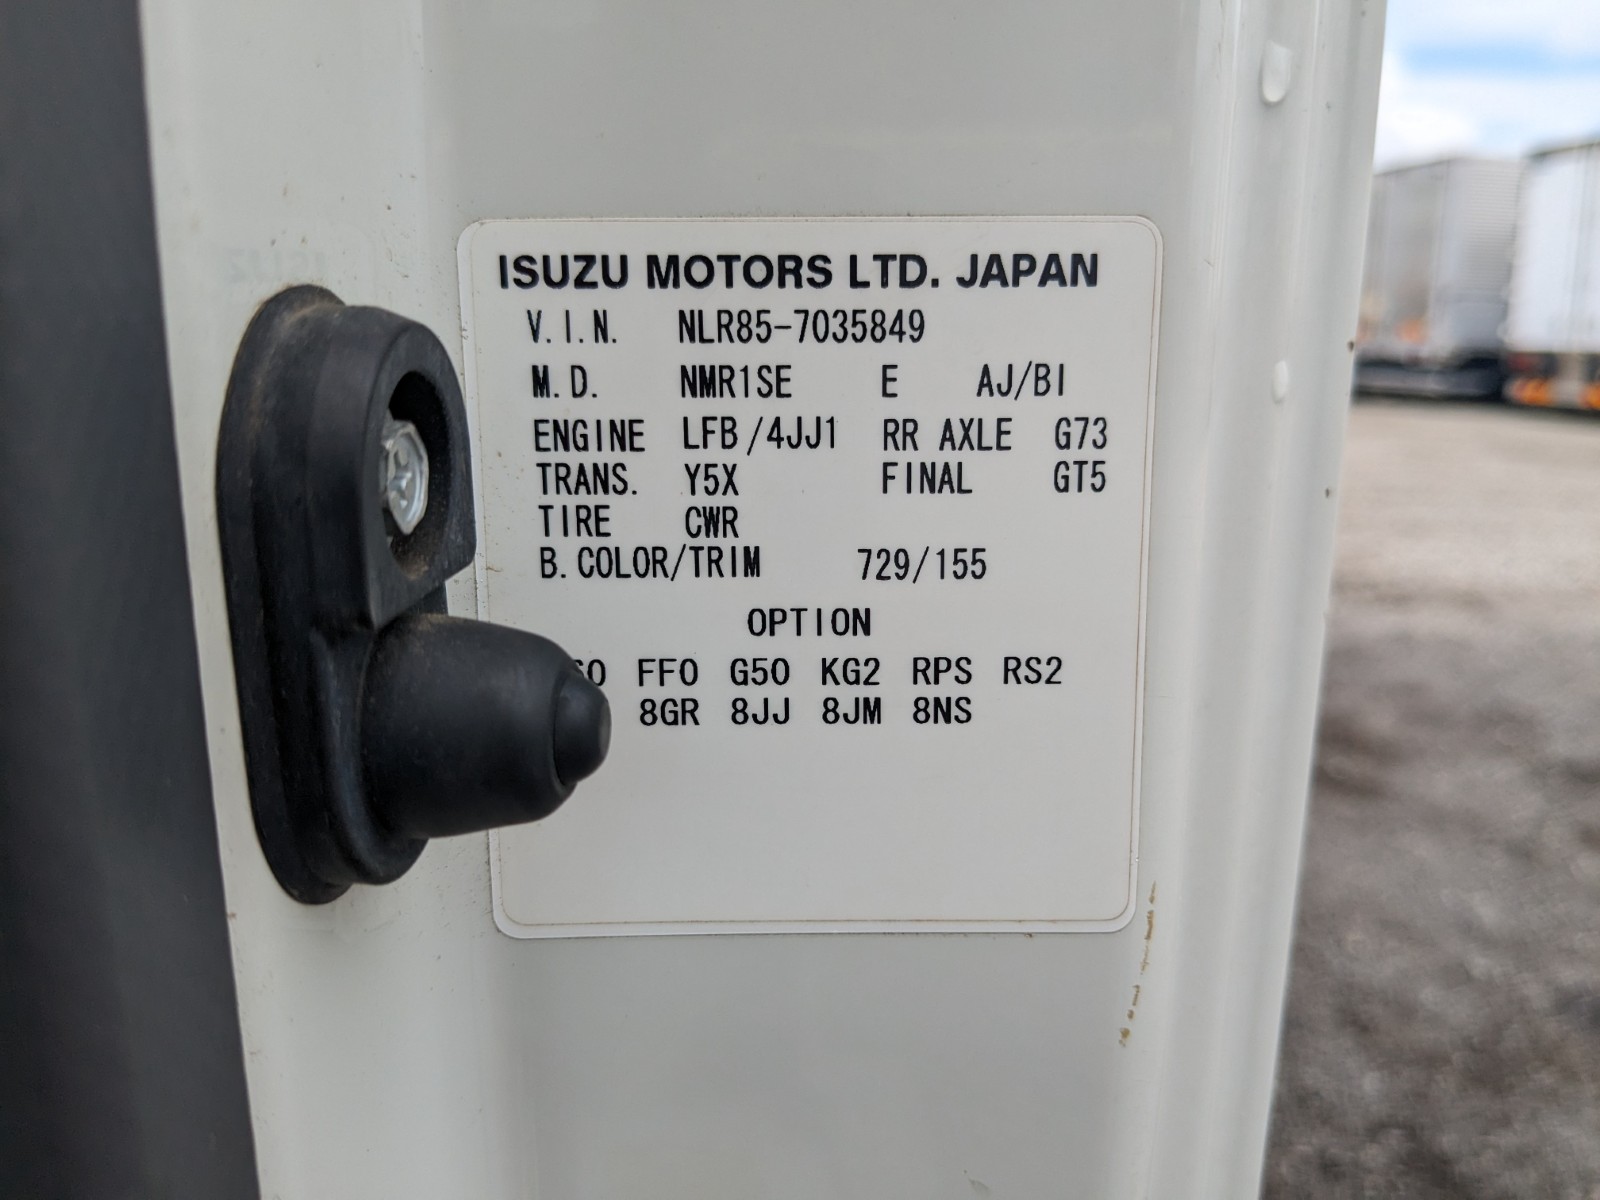 ISUZU MOTORS LTD. JAPAN
V.I.N. NLR85-7035849
M.D. NMR1SE E AJ/BI
ENGINE LFB/4JJ1 RR AXLE G73
TRANS. Y5X FINAL GT5
TIRE CWR
B.COLOR/TRIM 729/155
OPTION
FF0 G50 KG2 RPS RS2
8GR 8JJ 8JM 8NS